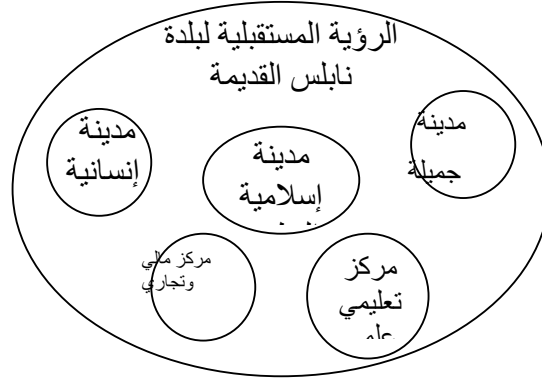 الرؤية المستقبلية لبلدة
نابلس القديمة
مدينة
جميلة
مدينة
إسلامية
مدينة
إنسانية
مركز
تعليمي
مركز مالي
وتجاري